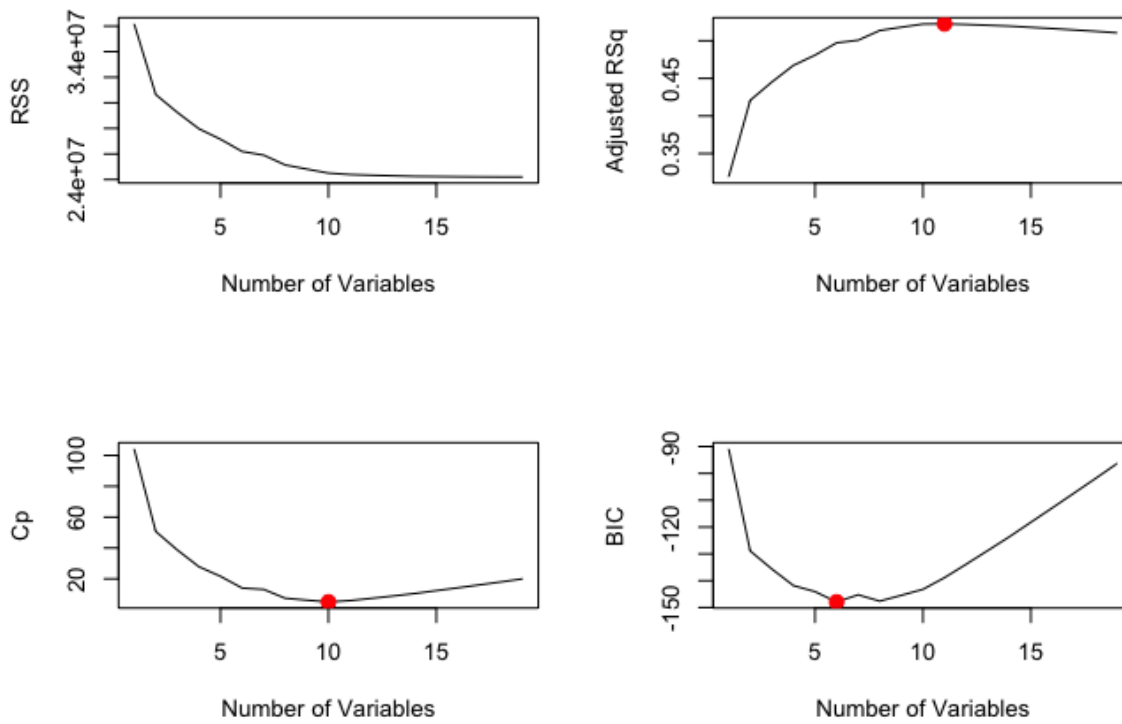 RSS
3.4e+07
2.4e+07
5
10
15
Number of Variables
Adjusted RSq
0.45
0.35
5
10
15
Number of Variables
Cp
100
60
20
5
10
15
Number of Variables
BIC
-90
-120
-150
5
10
15
Number of Variables